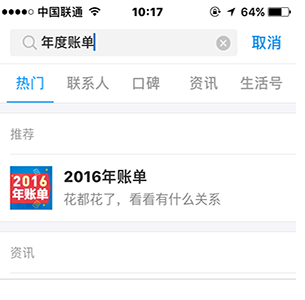 中国联通 10:17 64%
年度账单 取消
热门 联系人 口碑 资讯 生活号
推荐
2016
年账单
2016年账单
花都花了，看看有什么关系
资讯